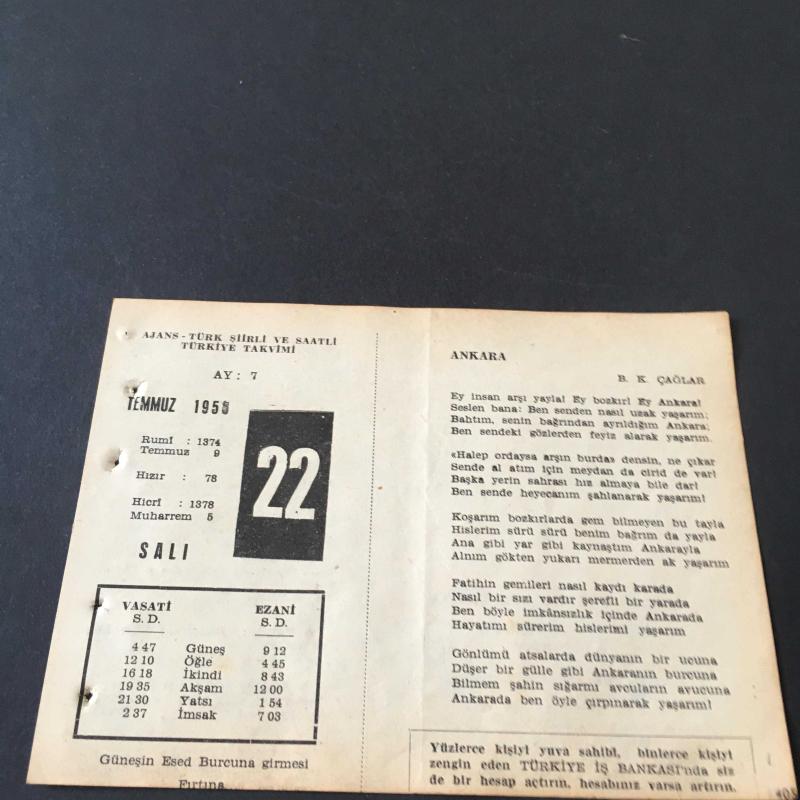 AJANS - TÜRK ŞİİRLİ VE SAATLİ
TÜRKİYE TAKVİMİ
AY : 7
TEMMUZ 1958
Rumî : 1374
Temmuz 9
Hızır : 78
Hicrî : 1378
Muharrem 5
SALI
22
VASATİ EZANİ
S. D. S. D.
4 47 Güneş 9 12
12 10 Öğle 4 45
16 18 İkindi 8 43
19 35 Akşam 12 00
21 30 Yatsı 1 54
2 37 İmsak 7 03
Güneşin Esed Burcuna girmesi
Fırtına
ANKARA
B. K. ÇAĞLAR
Ey insan arşı yayla! Ey bozkır! Ey Ankara!
Seslen bana: Ben senden nasıl uzak yaşarım;
Bahtım, senin bağrından ayrıldığım Ankara;
Ben sendeki gözlerden feyiz alarak yaşarım.
«Halep ordaysa arşın burda» densin, ne çıkar
Sende al atım için meydan da cirid de var!
Başka yerin sahrası hız almaya bile dar!
Ben sende heyecanım şahlanarak yaşarım!
Koşarım bozkırlarda gem bilmeyen bu tayla
Hislerim sürü sürü benim bağrım da yayla
Ana gibi yar gibi kaynaştım Ankarayla
Alnım gökten yukarı mermerden ak yaşarım
Fatihin gemileri nasıl kaydı karada
Nasıl bir sızı vardır şerefli bir yarada
Ben böyle imkânsızlık içinde Ankarada
Hayatımı sürerim hislerimi yaşarım
Gönlümü atsalarda dünyanın bir ucuna
Düşer bir gülle gibi Ankaranın burcuna
Bilmem şahin sığarmı avcuların avucuna
Ankarada ben öyle çırpınarak yaşarım!
Yüzlerce kişiyi yuva sahibi, binlerce kişiyi
zengin eden TÜRKİYE İŞ BANKASI'nda siz
de bir hesap açtırın, hesabınız varsa artırın.